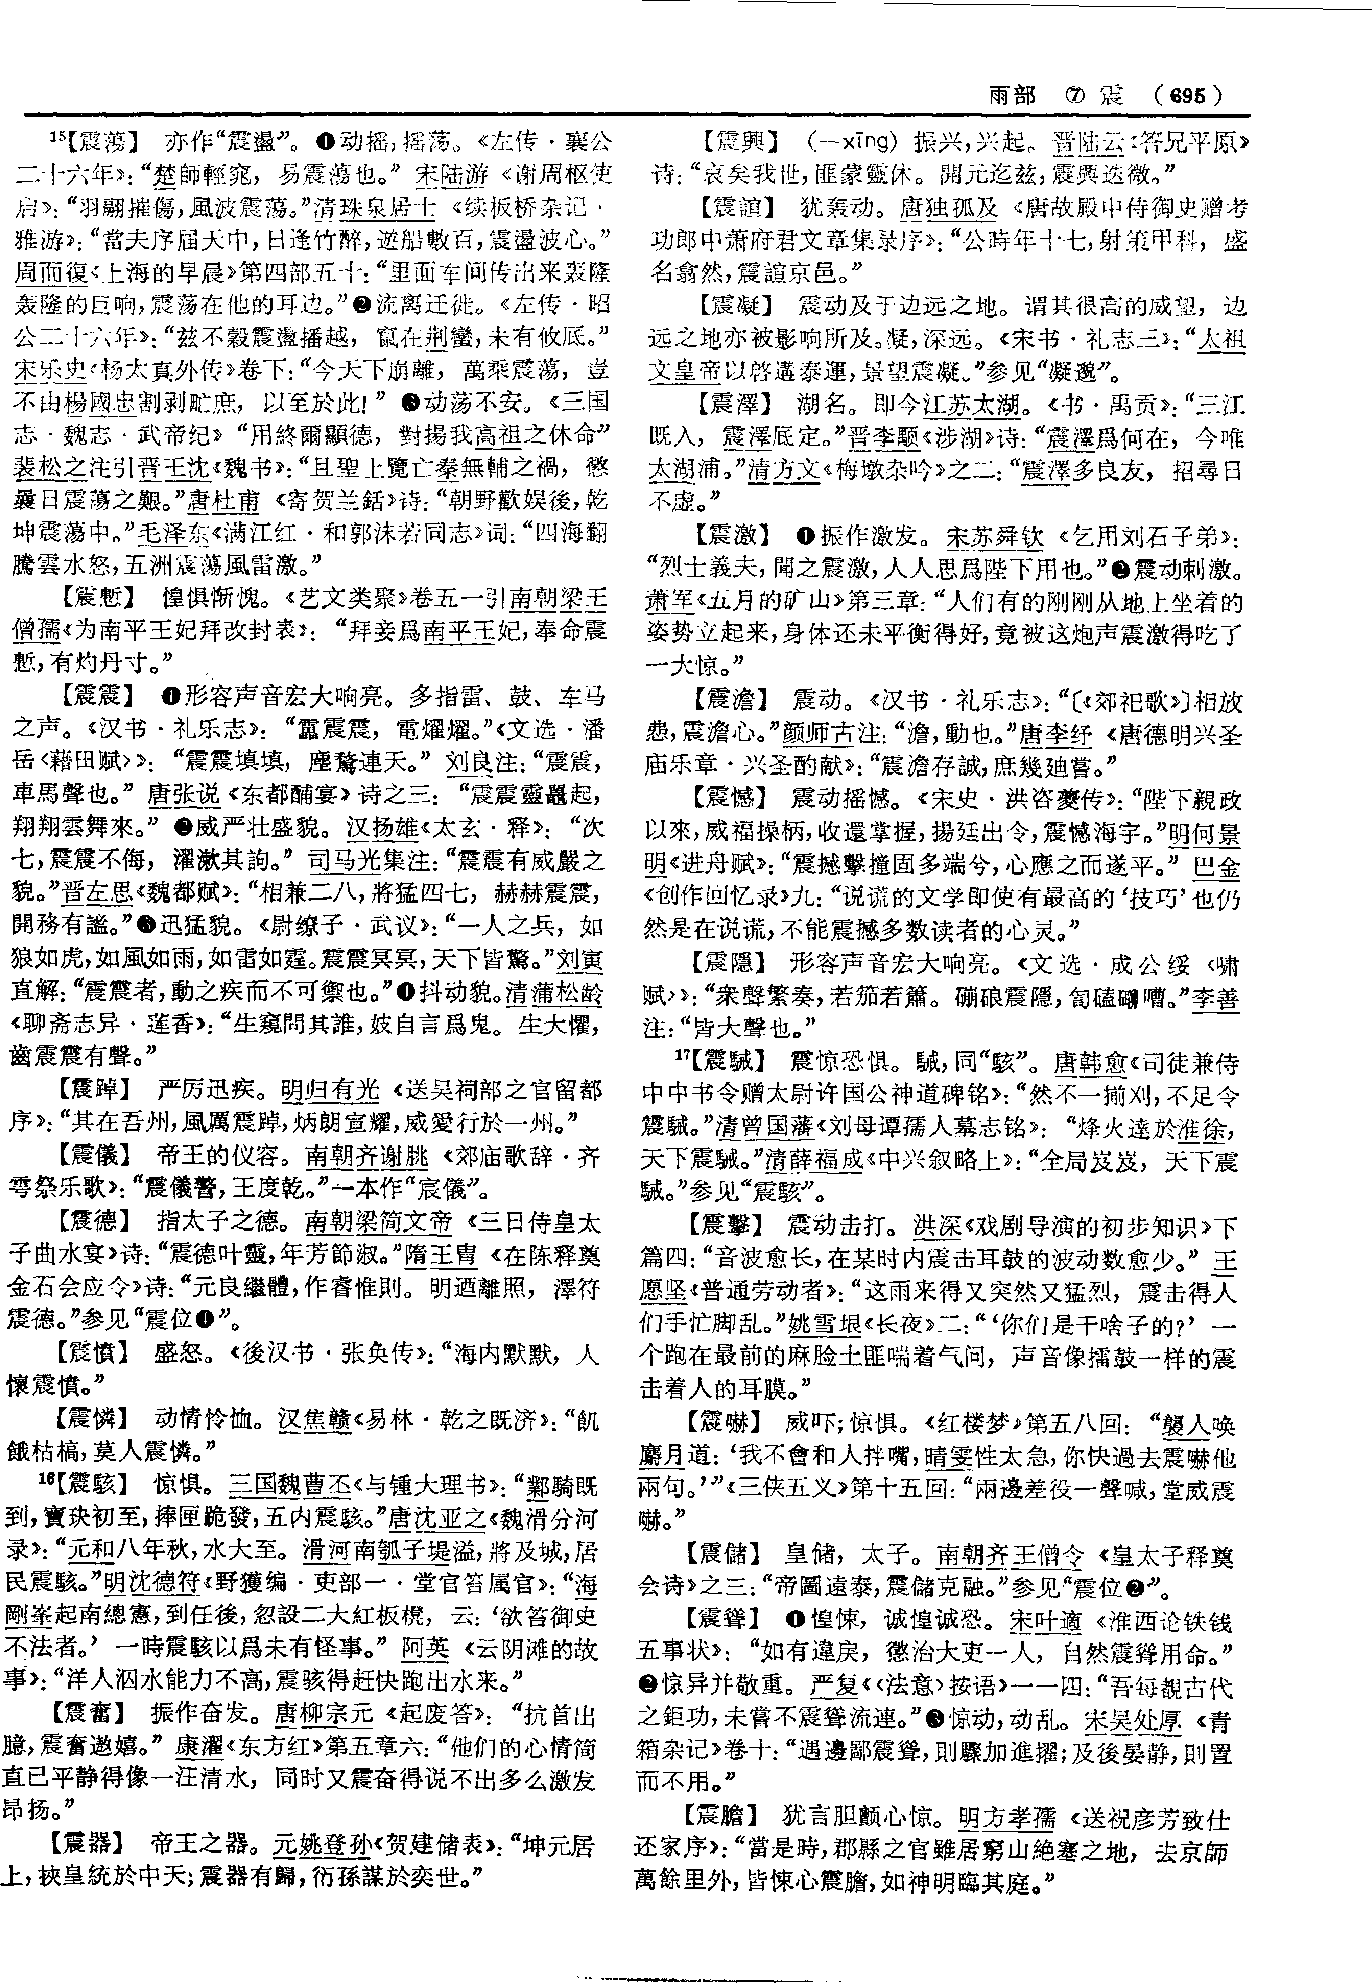 雨部 ⑦ 震 （695）
15【震荡】 亦作“震盪”。❶动摇，摇荡。《左传·襄公
二十六年》：“楚師輕窕，易震蕩也。” 宋陆游《谢周枢使
启》：“羽翮摧傷，風波震荡。”清珠泉居士《续板桥杂记·
雅游》：“當夫序届天中，日逢竹醉，遊船數百，震盪波心。”
周而復《上海的早晨》第四部五十：“里面车间传出来轰隆
轰隆的巨响，震荡在他的耳边。”❷流离迁徙。《左传·昭
公二十六年》：“兹不穀震盪播越，竄在荆蠻，未有攸厎。”
宋乐史《杨太真外传》卷下：“今天下崩離，萬乘震荡，豈
不由楊國忠割剥甿庶，以至於此！” ❸动荡不安。《三国
志·魏志·武帝纪》“用終爾顯德，對揚我高祖之休命”
裴松之注引晋王沈《魏书》：“且聖上覽亡秦無輔之禍，懲
曩日震荡之艱。”唐杜甫《寄贺兰銛》诗：“朝野歡娱後，乾
坤震荡中。”毛泽东《满江红·和郭沫若同志》词：“四海翻
騰雲水怒，五洲震荡風雷激。”
【震慙】 惶惧惭愧。《艺文类聚》卷五一引南朝梁王
僧孺《为南平王妃拜改封表》：“拜妾爲南平王妃，奉命震
慙，有灼丹寸。”
【震震】 ❶形容声音宏大响亮。多指雷、鼓、车马
之声。《汉书·礼乐志》：“靁震震，電燿燿。”《文选·潘
岳〈藉田赋〉》：“震震填填，塵騖連天。” 刘良注：“震震，
車馬聲也。” 唐张说《东都酺宴》诗之三：“震震靈鼉起，
翔翔雲舞來。” ❷威严壮盛貌。汉扬雄《太玄·释》：“次
七，震震不侮，濯漱其訽。” 司马光集注：“震震有威嚴之
貌。”晋左思《魏都赋》：“相兼二八，將猛四七，赫赫震震，
開務有謐。”❸迅猛貌。《尉缭子·武议》：“一人之兵，如
狼如虎，如風如雨，如雷如霆。震震冥冥，天下皆驚。”刘寅
直解：“震震者，動之疾而不可禦也。”❹抖动貌。清蒲松龄
《聊斋志异·莲香》：“生窺問其誰，妓自言爲鬼。生大懼，
齒震震有聲。”
【震踔】 严厉迅疾。明归有光《送吴祠部之官留都
序》：“其在吾州，風厲震踔，炳朗宣耀，威愛行於一州。”
【震儀】 帝王的仪容。南朝齐谢朓《郊庙歌辞·齐
雩祭乐歌》：“震儀警，王度乾。”一本作“宸儀”。
【震德】 指太子之德。南朝梁简文帝《三日侍皇太
子曲水宴》诗：“震德叶靈，年芳節淑。”隋王胄《在陈释奠
金石会应令》诗：“元良繼體，作睿惟則。明迺離照，澤符
震德。”参见“震位❶”。
【震憤】 盛怒。《後汉书·张奂传》：“海内默默，人
懷震憤。”
【震憐】 动情怜恤。汉焦赣《易林·乾之既济》：“飢
餓枯槁，莫人震憐。”
16【震駭】 惊惧。三国魏曹丕《与锺大理书》：“鄴騎既
到，寶玦初至，捧匣跪發，五内震駭。”唐沈亚之《魏滑分河
录》：“元和八年秋，水大至。滑河南瓠子堤溢，將及城，居
民震駭。”明沈德符《野獲编·吏部一·堂官笞属官》：“海
剛峯起南總憲，到任後，忽設二大紅板櫈，云：‘欲笞御史
不法者。’ 一時震駭以爲未有怪事。” 阿英《云阴滩的故
事》：“洋人泅水能力不高，震骇得赶快跑出水来。”
【震奮】 振作奋发。唐柳宗元《起废答》：“抗首出
臆，震奮遨嬉。” 康濯《东方红》第五章六：“他们的心情简
直已平静得像一汪清水，同时又震奋得说不出多么激发
昂扬。”
【震器】 帝王之器。元姚登孙《贺建储表》：“坤元居
上，挾皇統於中天；震器有歸，衍孫謀於奕世。”
【震興】 （—xīng）振兴，兴起。晋陆云《答兄平原》
诗：“哀矣我世，匪蒙靈休。開元迄兹，震興迭微。”
【震諠】 犹轰动。唐独孤及《唐故殿中侍御史赠考
功郎中萧府君文章集录序》：“公時年十七，射策甲科，盛
名翕然，震諠京邑。”
【震凝】 震动及于边远之地。谓其很高的威望，边
远之地亦被影响所及。凝，深远。《宋书·礼志三》：“太祖
文皇帝以啓遘泰運，景望震凝。”参见“凝邈”。
【震澤】 湖名。即今江苏太湖。《书·禹贡》：“三江
既入，震澤厎定。”晋李颙《涉湖》诗：“震澤爲何在，今唯
太湖浦。”清方文《梅墩杂吟》之二：“震澤多良友，招尋日
不虚。”
【震激】 ❶振作激发。宋苏舜钦《乞用刘石子弟》：
“烈士義夫，聞之震激，人人思爲陛下用也。”❷震动刺激。
萧军《五月的矿山》第三章：“人们有的刚刚从地上坐着的
姿势立起来，身体还未平衡得好，竟被这炮声震激得吃了
一大惊。”
【震澹】 震动。《汉书·礼乐志》：“〔《郊祀歌》〕相放
㥬，震澹心。”颜师古注：“澹，動也。”唐李纾《唐德明兴圣
庙乐章·兴圣酌献》：“震澹存誠，庶幾迪嘗。”
【震憾】 震动摇憾。《宋史·洪咨夔传》：“陛下親政
以來，威福操柄，收還掌握，揚廷出令，震憾海宇。”明何景
明《进舟赋》：“震撼擊撞固多端兮，心應之而遂平。” 巴金
《创作回忆录》九：“说谎的文学即使有最高的‘技巧’也仍
然是在说谎，不能震撼多数读者的心灵。”
【震隱】 形容声音宏大响亮。《文选·成公绥〈啸
赋〉》：“衆聲繁奏，若笳若簫。磞硠震隱，訇磕𠹗嘈。”李善
注：“皆大聲也。”
17【震駴】 震惊恐惧。駴，同“駭”。唐韩愈《司徒兼侍
中中书令赠太尉许国公神道碑铭》：“然不一揃刈，不足令
震駴。”清曾国藩《刘母谭孺人墓志铭》：“烽火達於淮徐，
天下震駴。”清薛福成《中兴叙略上》：“全局岌岌，天下震
駴。”参见“震駭”。
【震擊】 震动击打。洪深《戏剧导演的初步知识》下
篇四：“音波愈长，在某时内震击耳鼓的波动数愈少。” 王
愿坚《普通劳动者》：“这雨来得又突然又猛烈，震击得人
们手忙脚乱。”姚雪垠《长夜》二：“‘你们是干啥子的？’ 一
个跑在最前的麻脸土匪喘着气问，声音像擂鼓一样的震
击着人的耳膜。”
【震嚇】 威吓；惊惧。《红楼梦》第五八回：“襲人唤
麝月道：‘我不會和人拌嘴，晴雯性太急，你快過去震嚇他
兩句。’”《三侠五义》第十五回：“兩邊差役一聲喊，堂威震
嚇。”
【震儲】 皇储，太子。南朝齐王僧令《皇太子释奠
会诗》之三：“帝圖遠泰，震儲克融。”参见“震位❷”。
【震聳】 ❶惶悚，诚惶诚恐。宋叶適《淮西论铁钱
五事状》：“如有違戾，懲治大吏一人，自然震聳用命。”
❷惊异并敬重。严复《〈法意〉按语》一一四：“吾每覩古代
之鉅功，未嘗不震聳流連。”❸惊动，动乱。宋吴处厚《青
箱杂记》卷十：“遇邊鄙震聳，則驟加進擢；及後晏静，則置
而不用。”
【震膽】 犹言胆颤心惊。明方孝孺《送祝彦芳致仕
还家序》：“當是時，郡縣之官雖居窮山絶塞之地，去京師
萬餘里外，皆悚心震膽，如神明臨其庭。”